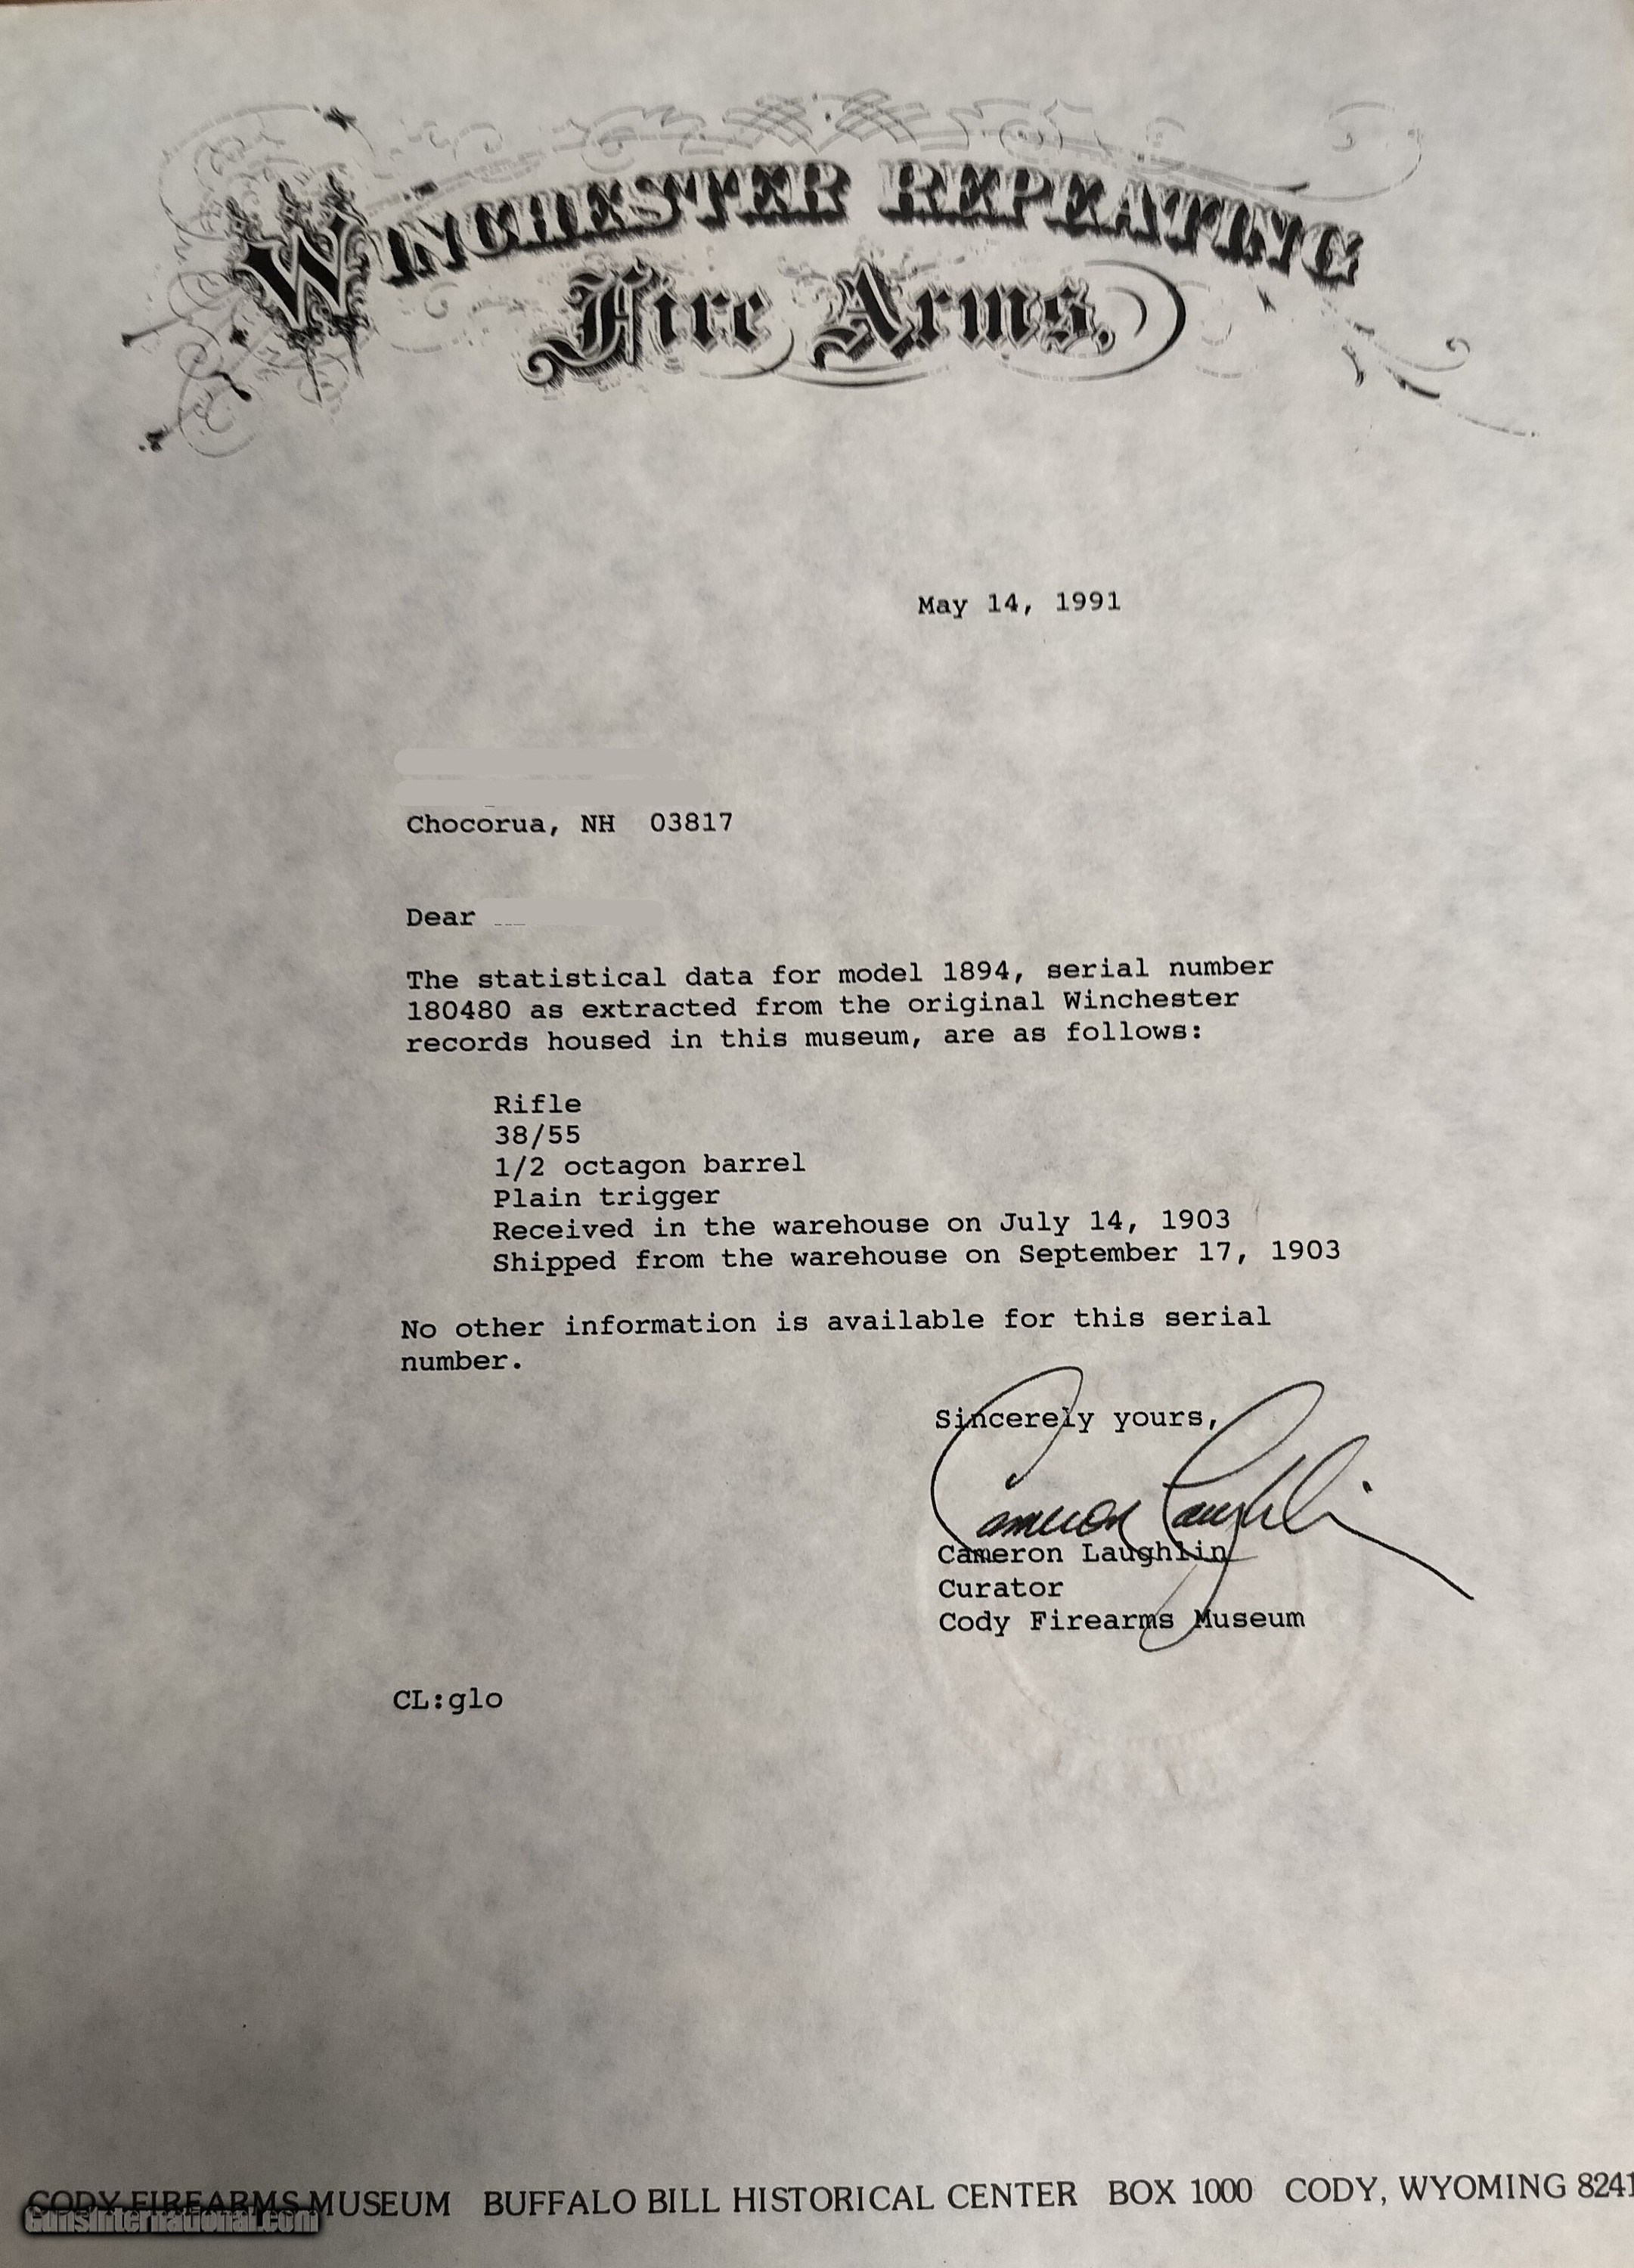 WINCHESTER REPEATING
Fire Arms,
May 14, 1991
Chocorua, NH  03817
Dear
The statistical data for model 1894, serial number
180480 as extracted from the original Winchester
records housed in this museum, are as follows:
Rifle
38/55
1/2 octagon barrel
Plain trigger
Received in the warehouse on July 14, 1903
Shipped from the warehouse on September 17, 1903
No other information is available for this serial
number.
Sincerely yours,
Cameron Laughlin
Cameron Laughlin
Curator
Cody Firearms Museum
CL:glo
CODY FIREARMS MUSEUM BUFFALO BILL HISTORICAL CENTER BOX 1000 CODY, WYOMING 8241
GunsInternational.com